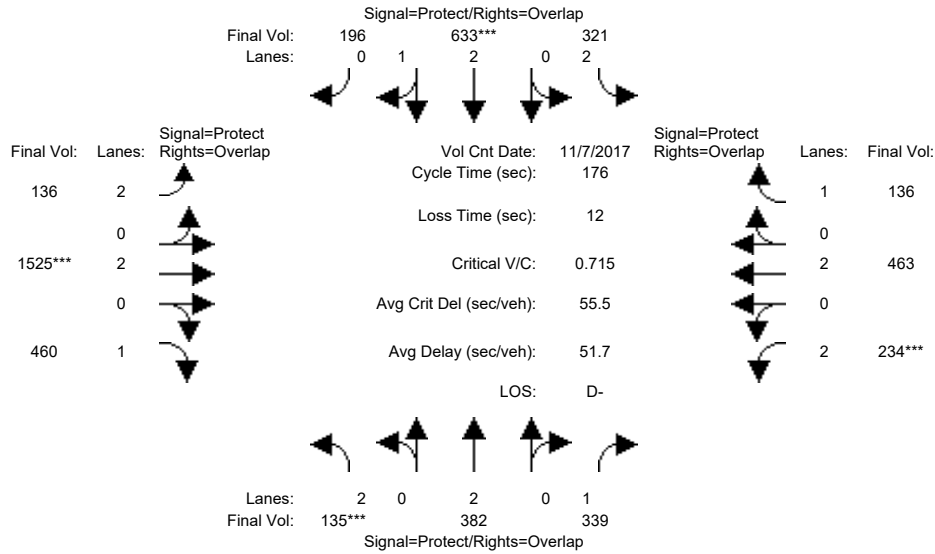 Signal=Protect/Rights=Overlap
Final Vol: 196 633*** 321
Lanes: 0 1 2 0 2
Signal=Protect Signal=Protect
Final Vol: Lanes: Rights=Overlap Vol Cnt Date: 11/7/2017 Rights=Overlap Lanes: Final Vol:
Cycle Time (sec): 176
136 2 1 136
Loss Time (sec): 12
0 0
1525*** 2 Critical V/C: 0.715 2 463
0 Avg Crit Del (sec/veh): 55.5 0
460 1 Avg Delay (sec/veh): 51.7 2 234***
LOS: D-
Lanes: 2 0 2 0 1
Final Vol: 135*** 382 339
Signal=Protect/Rights=Overlap